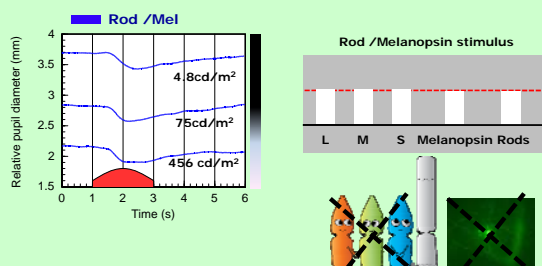 Rod /Mel
Relative pupil diameter (mm)
4
3.5
3
2.5
2
1.5
4.8cd/m²
75cd/m²
456 cd/m²
0 1 2 3 4 5 6
Time (s)
Rod /Melanopsin stimulus
L M S Melanopsin Rods